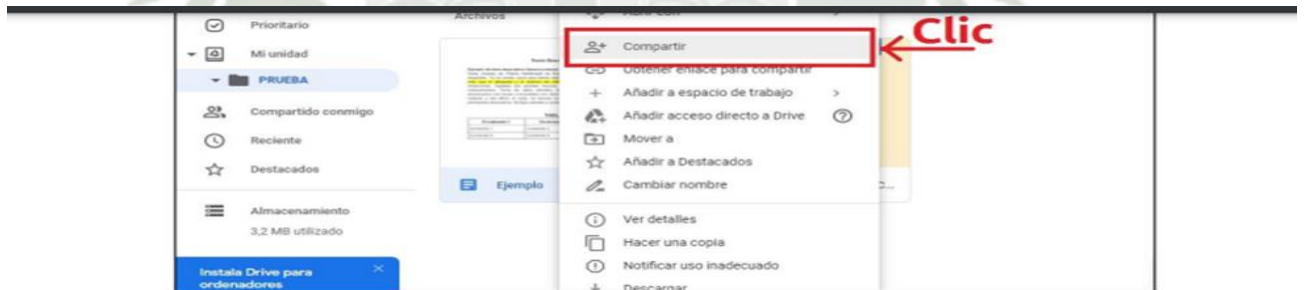 Prioritario
Mi unidad
PRUEBA
Compartido conmigo
Reciente
Destacados
Almacenamiento
3,2 MB utilizado
Instala Drive para
ordenadores
Archivos
Ejemplo
Abrir con
Compartir
Clic
Obtener enlace para compartir
Añadir a espacio de trabajo
Añadir acceso directo a Drive
Mover a
Añadir a Destacados
Cambiar nombre
Ver detalles
Hacer una copia
Notificar uso inadecuado
Descargar